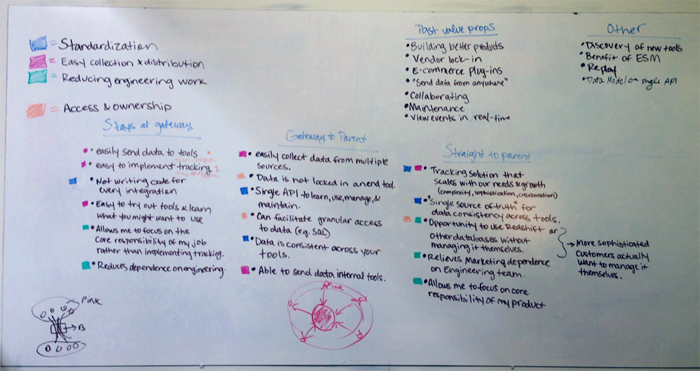 = Standardization
= Easy collection & distribution
= Reducing engineering work
= Access & ownership
Past value props
• Building better products
• Vendor lock-in
• E-commerce plug-ins
• "Send data from anywhere"
• Collaborating
• Maintenance
• View events in real-time
Other
• Discovery of new tools
• Benefit of ESM
• Replay
• Data Model on single API
Stays at gateway
• easily send data to tools
• easy to implement tracking
• Not writing code for
every integration
• Easy to try out tools & learn
what you might want to use
• Allows me to focus on the
core responsibility of my job
rather than implementing tracking.
• Reduces dependence on engineering
Gateway to Parent
• easily collect data from multiple
sources.
• Data is not locked in an end tool.
• Single API to learn, use, manage, &
maintain.
• Can facilitate granular access
to data (eg. SQL)
• Data is consistent across your
tools.
• Able to send data internal tools.
Straight to parent
• Tracking solution that
scales with our needs & growth
(complexity, sophistication, collaboration)
• "Single source of truth" for
data consistency across tools.
• Opportunity to use Redshift or
other databases without
managing it themselves.
• Relieves Marketing dependence
on Engineering team.
• Allows me to focus on core
responsibility of my product
More sophisticated
customers actually
want to manage it
themselves.
Pink
B
Pink